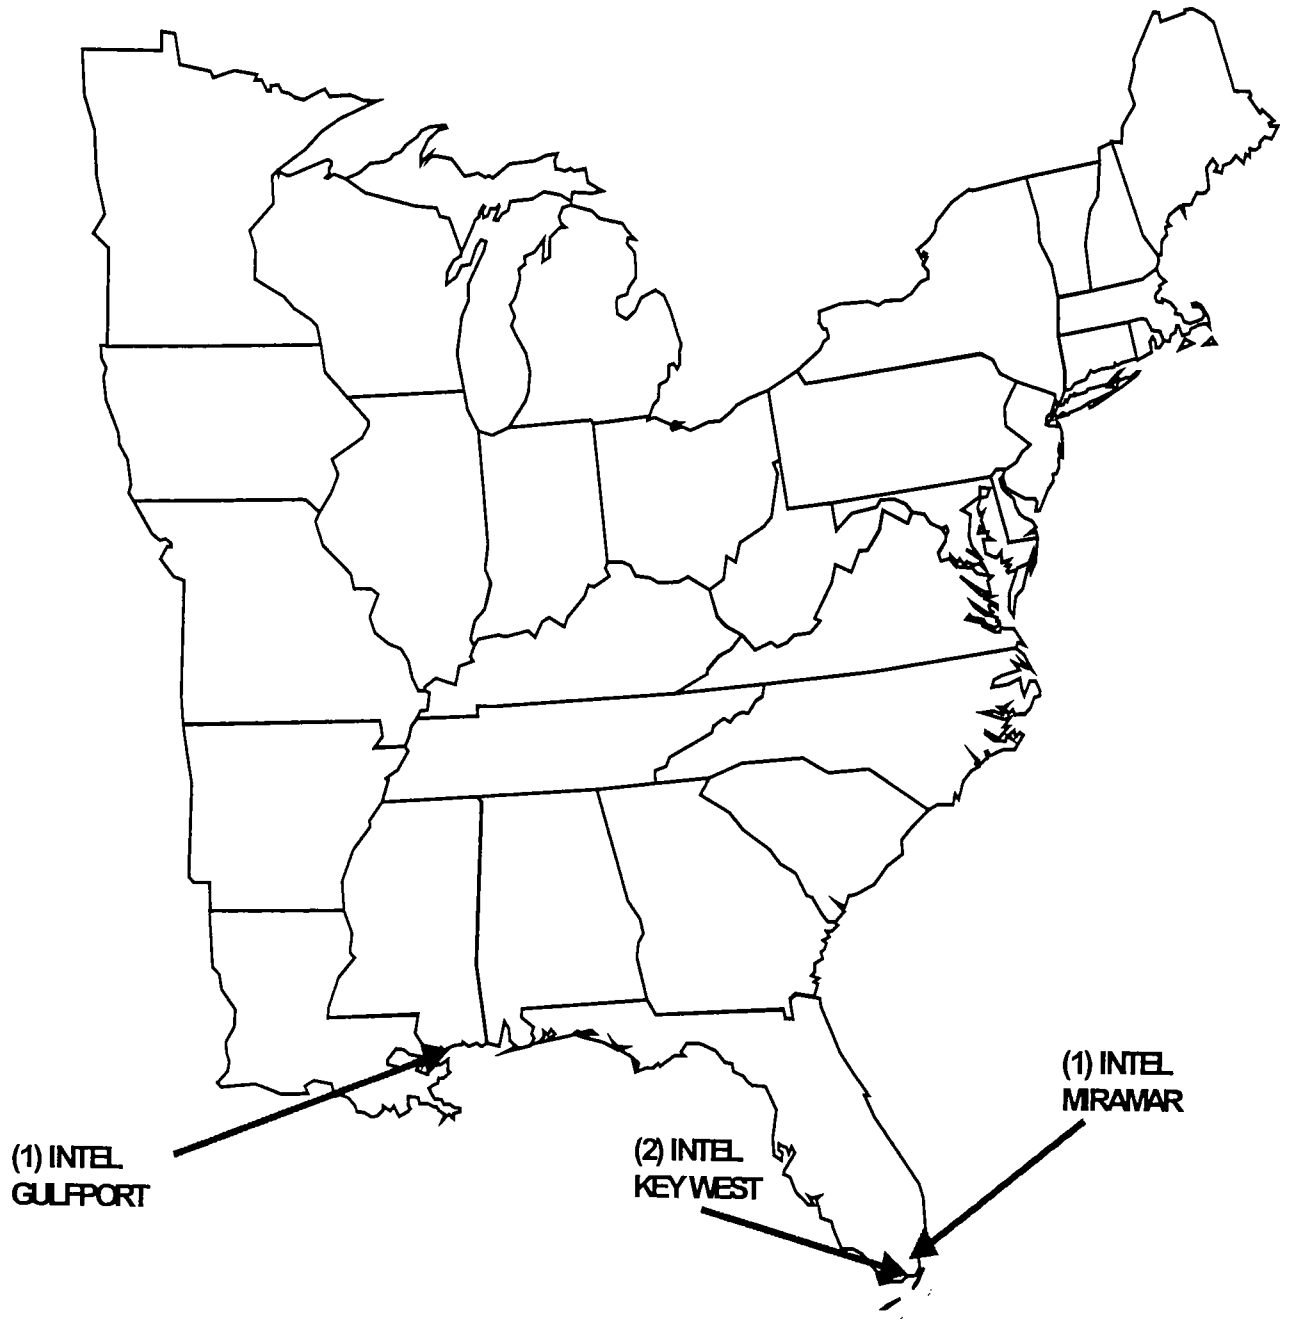 (1) INTEL
MIRAMAR
(1) INTEL
GULFPORT
(2) INTEL
KEY WEST